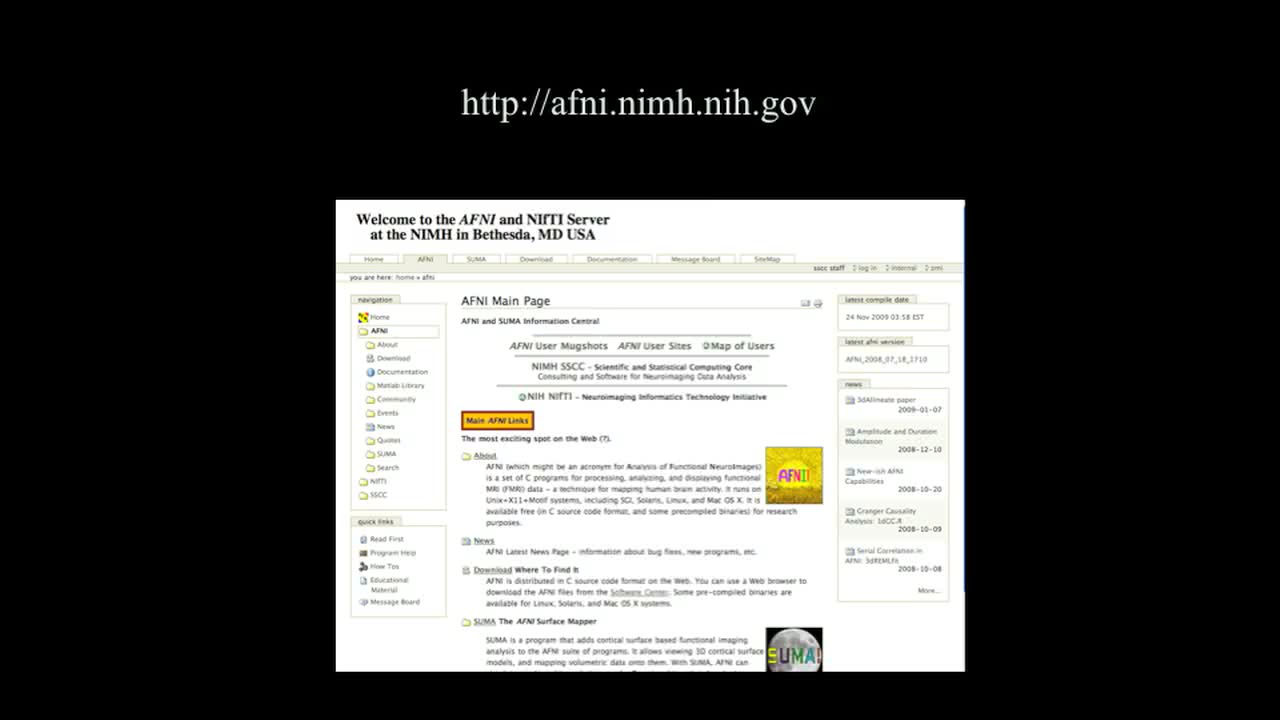 http://afni.nimh.nih.gov
Welcome to the AFNI and NIfTI Server
at the NIMH in Bethesda, MD USA
Home
AFNI
SUMA
Download
Documentation
Message Board
SiteMap
sscc staff
log in
internal
you are here: home » afni
navigation
Home
AFNI
About
Download
Documentation
Matlab Library
Community
Events
News
Quotes
SUMA
Search
NIfTI
SSCC
quick links
Read First
Program Help
How Tos
Educational
Material
Message Board
AFNI Main Page
AFNI and SUMA Information Central
AFNI User Mugshots AFNI User Sites Map of Users
NIMH SSCC - Scientific and Statistical Computing Core
Consulting and Software for Neuroimaging Data Analysis
NIH NIfTI - Neuroimaging Informatics Technology Initiative
Main AFNI Links
The most exciting spot on the Web (?).
About
AFNI (which might be an acronym for Analysis of Functional NeuroImages)
is a set of C programs for processing, analyzing, and displaying functional
MRI (FMRI) data - a technique for mapping human brain activity. It runs on
Unix+X11+Motif systems, including SGI, Solaris, Linux, and Mac OS X. It is
available free (in C source code format, and some precompiled binaries) for research
purposes.
AFNI!
News
AFNI Latest News Page - information about bug fixes, new programs, etc.
Download Where To Find It
AFNI is distributed in C source code format on the Web. You can use a Web browser to
download the AFNI files from the Software Center. Some pre-compiled binaries are
available for Linux, Solaris, and Mac OS X systems.
SUMA The AFNI Surface Mapper
SUMA is a program that adds cortical surface based functional imaging
analysis to the AFNI suite of programs. It allows viewing 3D cortical surface
models, and mapping volumetric data onto them. With SUMA, AFNI can
SUMA!
latest compile date
24 Nov 2009 03:58 EST
latest afni version
AFNI_2008_07_18_1710
news
3dAllineate paper
2009-01-07
Amplitude and Duration
Modulation
2008-12-10
New-ish AFNI
Capabilities
2008-10-20
Granger Causality
Analysis: 1dGC.R
2008-10-09
Serial Correlation in
AFNI: 3dREMLfit
2008-10-08
More...